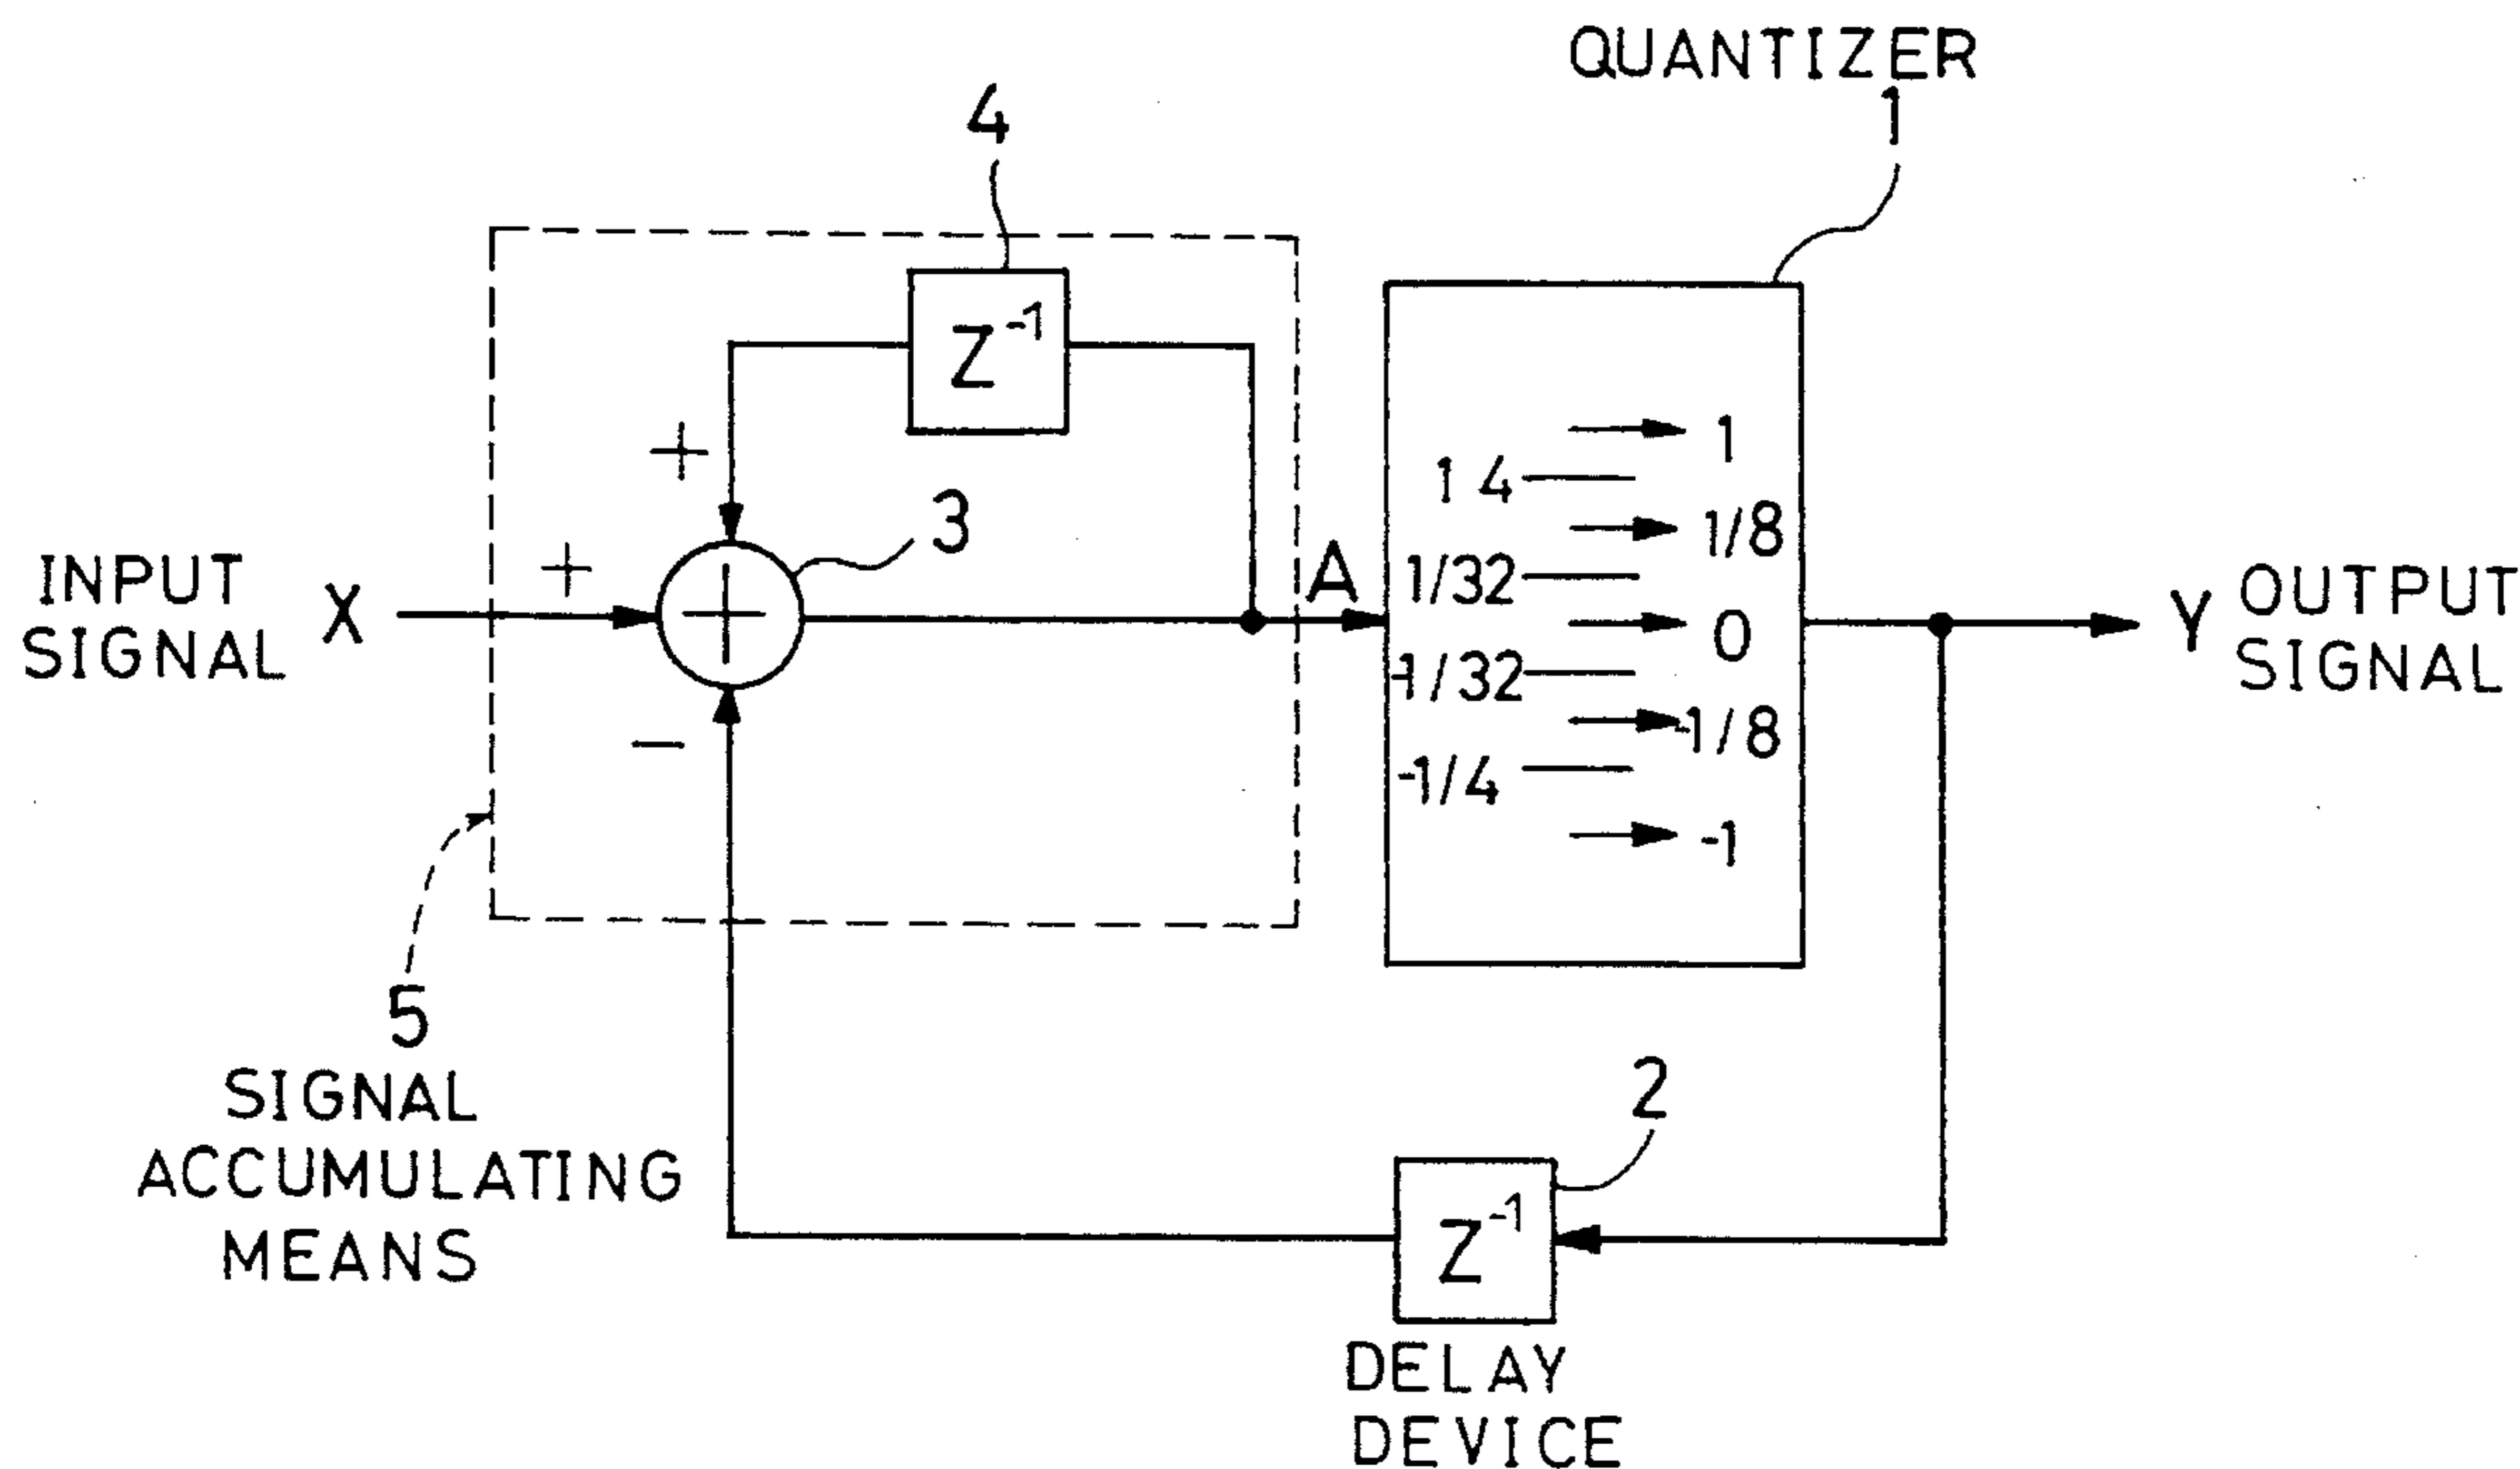 QUANTIZER
1
4
Z⁻¹
+
3
INPUT
SIGNAL
X
+
+
−
A
1
1 4
1/8
1/32
0
-1/32
-1/8
-1/4
-1
Y
OUTPUT
SIGNAL
5
SIGNAL
ACCUMULATING
MEANS
2
Z⁻¹
DELAY
DEVICE